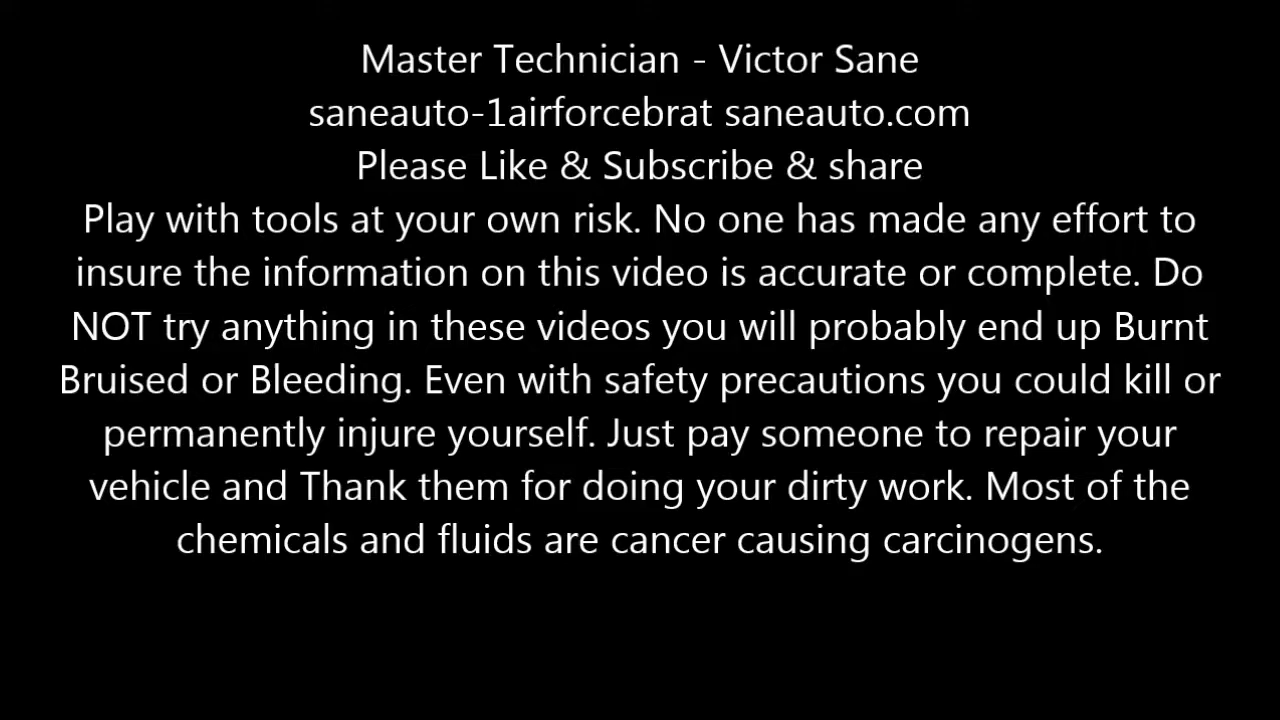 Master Technician - Victor Sane
saneauto-1airforcebrat saneauto.com
Please Like & Subscribe & share
Play with tools at your own risk. No one has made any effort to
insure the information on this video is accurate or complete. Do
NOT try anything in these videos you will probably end up Burnt
Bruised or Bleeding. Even with safety precautions you could kill or
permanently injure yourself. Just pay someone to repair your
vehicle and Thank them for doing your dirty work. Most of the
chemicals and fluids are cancer causing carcinogens.